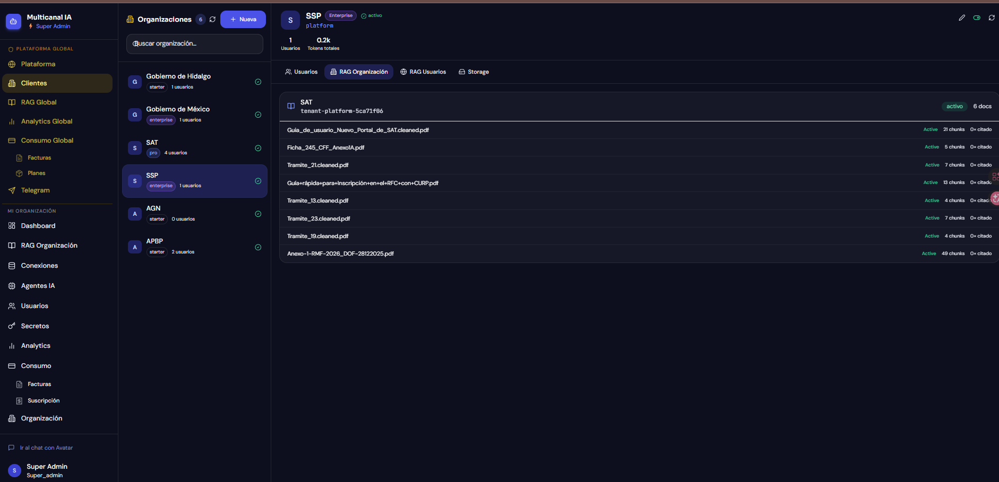 Multicanal IA
Super Admin
PLATAFORMA GLOBAL
Plataforma
Clientes
RAG Global
Analytics Global
Consumo Global
Facturas
Planes
Telegram
MI ORGANIZACIÓN
Dashboard
RAG Organización
Conexiones
Agentes IA
Usuarios
Secretos
Analytics
Consumo
Facturas
Suscripción
Organización
Ir al chat con Avatar
S
Super Admin
Super_admin
Organizaciones 6
+ Nueva
Buscar organización...
G
Gobierno de Hidalgo
starter 1 usuarios
G
Gobierno de México
enterprise 1 usuarios
S
SAT
pro 4 usuarios
S
SSP
enterprise 1 usuarios
A
AGN
starter 0 usuarios
A
APBP
starter 2 usuarios
S
SSP Enterprise activo
platform
1 0.2k
Usuarios Tokens totales
Usuarios RAG Organización RAG Usuarios Storage
SAT
tenant-platform-5ca71f06
activo 6 docs
Guia_de_usuario_Nuevo_Portal_de_SAT.cleaned.pdf Active 21 chunks 0× citado
Ficha_245_CFF_Anexo1A.pdf Active 5 chunks 0× citado
Tramite_21.cleaned.pdf Active 7 chunks 0× citado
Guía+rápida+para+Inscripción+en+el+RFC+con+CURP.pdf Active 13 chunks 0× citado
Tramite_13.cleaned.pdf Active 4 chunks 0× citado
Tramite_23.cleaned.pdf Active 7 chunks 0× citado
Tramite_19.cleaned.pdf Active 4 chunks 0× citado
Anexo-1-RMF-2026_DOF-28122025.pdf Active 49 chunks 0× citado